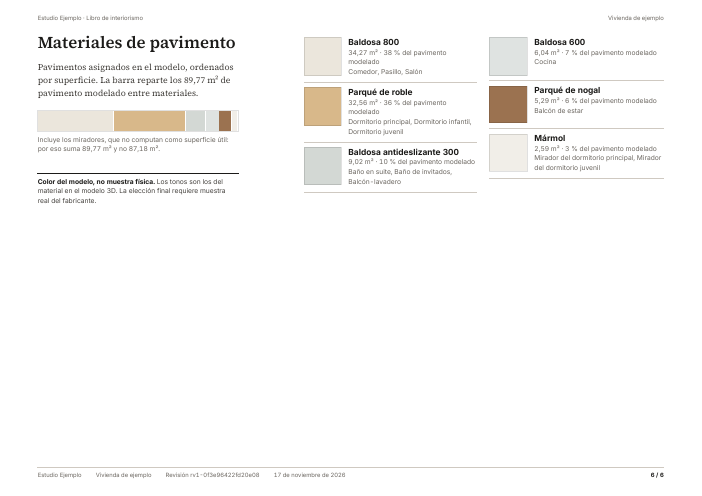 Estudio Ejemplo · Libro de interiorismo
Vivienda de ejemplo
Materiales de pavimento
Pavimentos asignados en el modelo, ordenados
por superficie. La barra reparte los 89,77 m² de
pavimento modelado entre materiales.
Incluye los miradores, que no computan como superficie útil:
por eso suma 89,77 m² y no 87,18 m².
Color del modelo, no muestra física. Los tonos son los del
material en el modelo 3D. La elección final requiere muestra
real del fabricante.
Baldosa 800
34,27 m² · 38 % del pavimento
modelado
Comedor, Pasillo, Salón
Parqué de roble
32,56 m² · 36 % del pavimento
modelado
Dormitorio principal, Dormitorio infantil,
Dormitorio juvenil
Baldosa antideslizante 300
9,02 m² · 10 % del pavimento modelado
Baño en suite, Baño de invitados,
Balcón-lavadero
Baldosa 600
6,04 m² · 7 % del pavimento modelado
Cocina
Parqué de nogal
5,29 m² · 6 % del pavimento modelado
Balcón de estar
Mármol
2,59 m² · 3 % del pavimento modelado
Mirador del dormitorio principal, Mirador
del dormitorio juvenil
Estudio Ejemplo Vivienda de ejemplo Revisión rv1-0f3e96422fd20e08 17 de noviembre de 2026 6 / 6